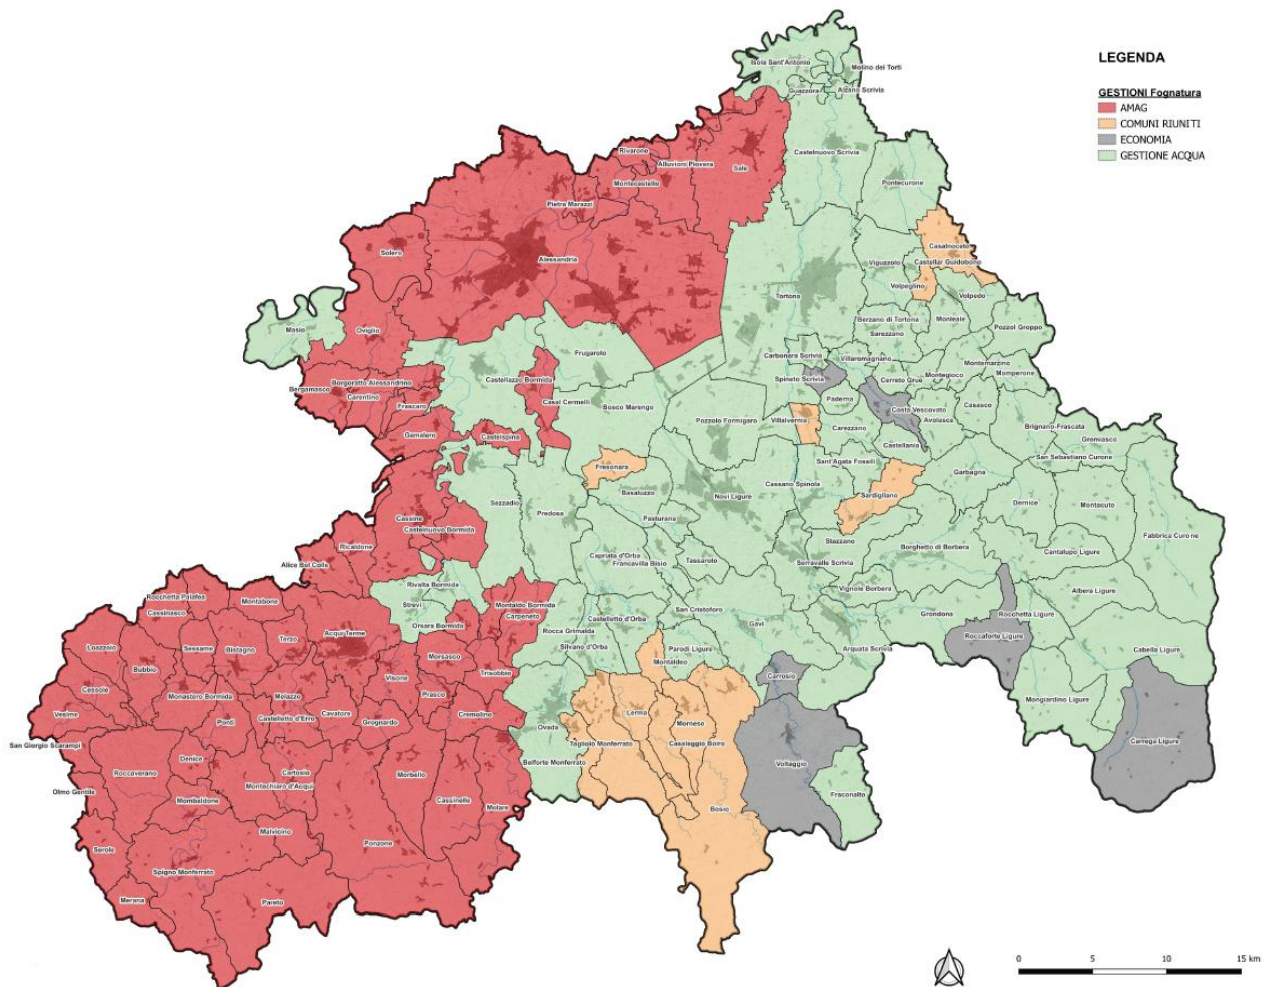 LEGENDA
GESTIONI Fognatura
AMAG
COMUNI RIUNITI
ECONOMIA
GESTIONE ACQUA
Isola Sant'Antonio
Molino dei Torti
Guazzora
Alzano Scrivia
Rivarone
Alluvioni Piovera
Sale
Castelnuovo Scrivia
Montecastello
Pontecurone
Pietra Marazzi
Casalnoceto
Solero
Alessandria
Viguzzolo
Castellar Guidobono
Volpeglino
Volpedo
Tortona
Masio
Oviglio
Berzano di Tortona
Monleale
Pozzol Groppo
Sarezzano
Frugarolo
Carbonara Scrivia
Villaromagnano
Montemarzino
Momperone
Castellazzo Bormida
Spineto Scrivia
Carreto Grue
Montegioco
Bergamasco
Borgoratto Alessandrino
Carentino
Casal Cermelli
Bosco Marengo
Paderna
Costa Vescovato
Casasco
Frascaro
Pozzolo Formigaro
Villalvernia
Carezzano
Avolasca
Brignano-Frascata
Gamalero
Castelspina
Castellania
Gremiasco
San Sebastiano Curone
Fresonara
Sant'Agata Fossili
Garbagna
Basaluzzo
Novi Ligure
Cassano Spinola
Sardigliano
Sezzadio
Predosa
Dernice
Montacuto
Cassine
Castelnuovo Bormida
Pasturana
Stazzano
Borghetto di Borbera
Fabbrica Curone
Ricaldone
Capriata d'Orba
Francavilla Bisio
Tassarolo
Serravalle Scrivia
Cantalupo Ligure
Alice Bel Colle
Rivalta Bormida
Vignole Borbera
Albera Ligure
Rocchetta Palafea
Cassinasco
Montabone
Strevi
Montaldo Bormida
Carpeneto
San Cristoforo
Grondona
Rocchetta Ligure
Orsara Bormida
Rocca Grimalda
Castelletto d'Orba
Gavi
Roccaforte Ligure
Loazzolo
Sessame
Bistagno
Terzo
Acqui Terme
Silvano d'Orba
Parodi Ligure
Arquata Scrivia
Cabella Ligure
Bubbio
Morsasco
Montaldeo
Visone
Trisobbio
Carrosio
Cessole
Monastero Bormida
Melazzo
Prasco
Mongiardino Ligure
Vesime
Ponti
Castelletto d'Erro
Cavatore
Grognardo
Cremolino
Lerma
Mornese
Ovada
Carrega Ligure
San Giorgio Scarampi
Tagliolo Monferrato
Casaleggio Boiro
Denice
Belforte Monferrato
Voltaggio
Roccaverano
Cartosio
Morbello
Montechiaro d'Acqui
Olmo Gentile
Mombaldone
Cassinelle
Molare
Fraconalto
Bosio
Malvicino
Serole
Ponzone
Spigno Monferrato
Merana
Pareto
0 5 10 15 km